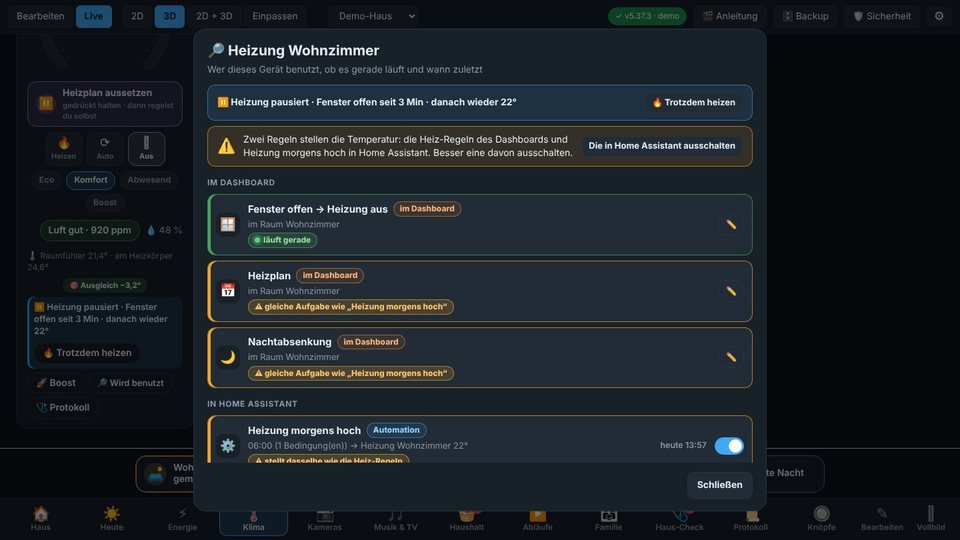 Bearbeiten Live 2D 3D 2D + 3D Einpassen Demo-Haus ✓ v5.37.3 · demo Anleitung Backup Sicherheit
Heizplan aussetzen
gedrückt halten · dann regelst
du selbst
Heizen Auto Aus
Eco Komfort Abwesend
Boost
Luft gut · 920 ppm 48 %
Raumfühler 21,4° · am Heizkörper
24,6°
Ausgleich −3,2°
Heizung pausiert · Fenster
offen seit 3 Min · danach wieder
22°
Trotzdem heizen
Boost Wird benutzt
Protokoll
Heizung Wohnzimmer
Wer dieses Gerät benutzt, ob es gerade läuft und wann zuletzt
Heizung pausiert · Fenster offen seit 3 Min · danach wieder 22° Trotzdem heizen
Zwei Regeln stellen die Temperatur: die Heiz-Regeln des Dashboards und
Heizung morgens hoch in Home Assistant. Besser eine davon ausschalten.
Die in Home Assistant ausschalten
IM DASHBOARD
Fenster offen → Heizung aus im Dashboard
im Raum Wohnzimmer
läuft gerade
Heizplan im Dashboard
im Raum Wohnzimmer
gleiche Aufgabe wie „Heizung morgens hoch“
Nachtabsenkung im Dashboard
im Raum Wohnzimmer
gleiche Aufgabe wie „Heizung morgens hoch“
IN HOME ASSISTANT
Heizung morgens hoch Automation
06:00 (1 Bedingung(en)) → Heizung Wohnzimmer 22° heute 13:57
stellt dasselbe wie die Heiz-Regeln
Schließen
Haus Heute Energie Klima Kameras Musik & TV Haushalt Abläufe Familie Haus-Check Protokoll Knöpfe Bearbeiten Vollbild